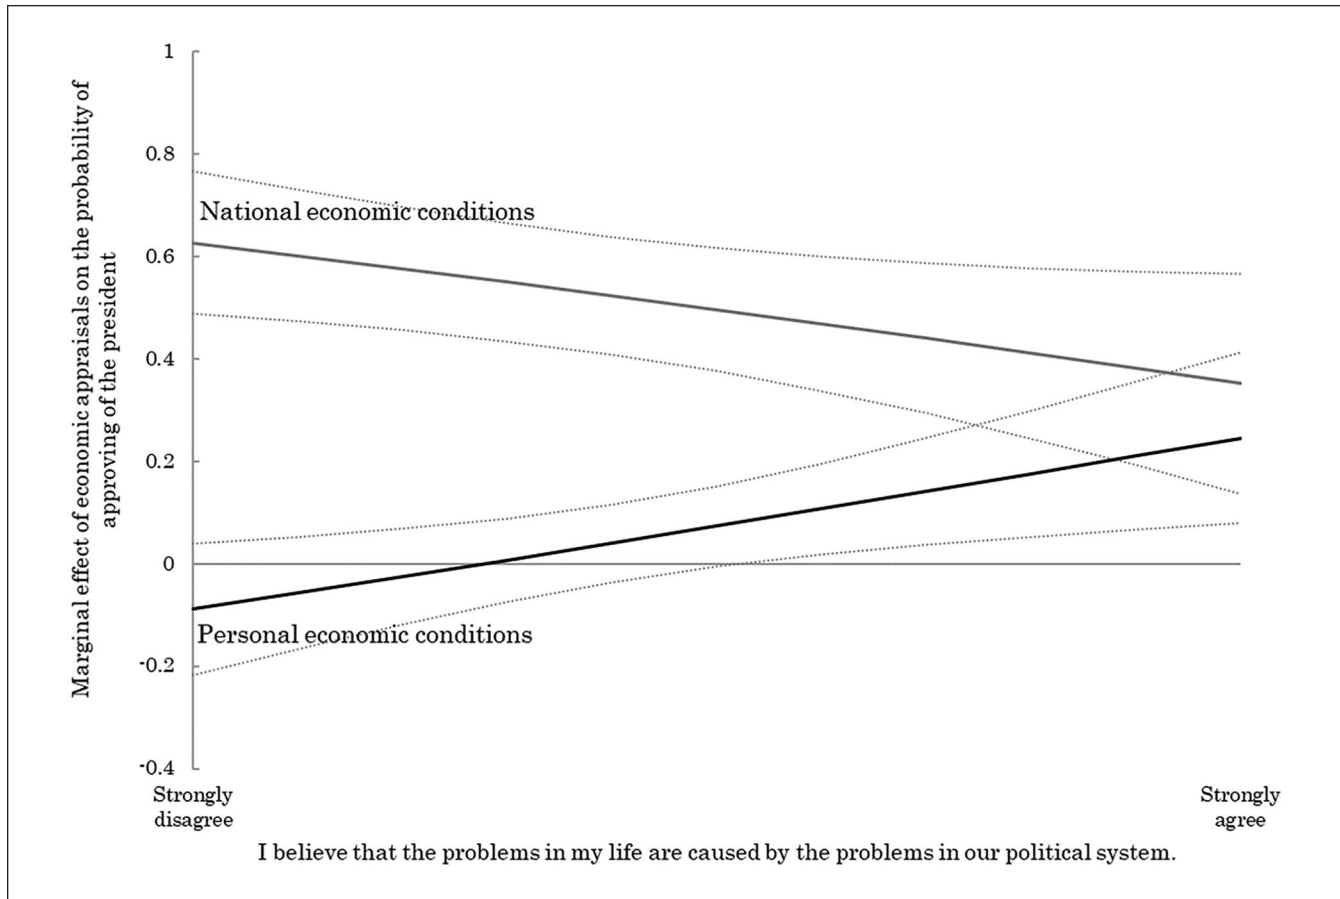 Marginal effect of economic appraisals on the probability of
approving of the president
1
0.8
National economic conditions
0.6
0.4
0.2
0
Personal economic conditions
-0.2
-0.4
Strongly
disagree
Strongly
agree
I believe that the problems in my life are caused by the problems in our political system.